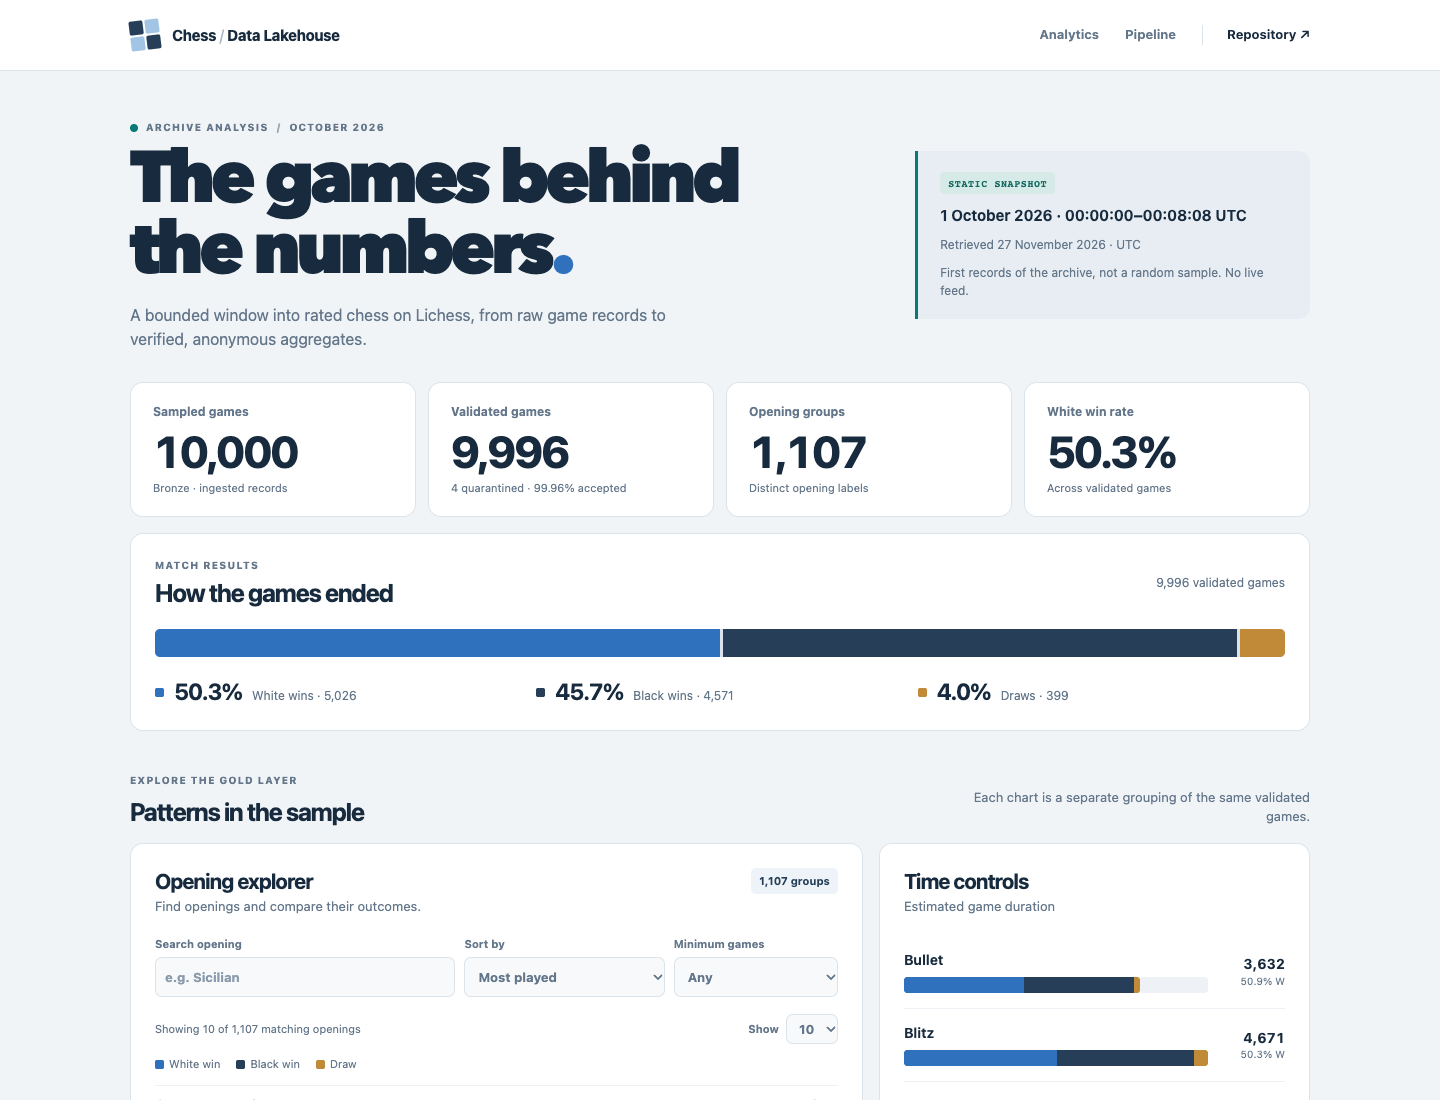 Chess / Data Lakehouse
Analytics
Pipeline
Repository ↗
ARCHIVE ANALYSIS / OCTOBER 2026
The games behind
the numbers.
A bounded window into rated chess on Lichess, from raw game records to
verified, anonymous aggregates.
STATIC SNAPSHOT
1 October 2026 · 00:00:00–00:08:08 UTC
Retrieved 27 November 2026 · UTC
First records of the archive, not a random sample. No live
feed.
Sampled games
10,000
Bronze · ingested records
Validated games
9,996
4 quarantined · 99.96% accepted
Opening groups
1,107
Distinct opening labels
White win rate
50.3%
Across validated games
MATCH RESULTS
How the games ended
9,996 validated games
50.3% White wins · 5,026
45.7% Black wins · 4,571
4.0% Draws · 399
EXPLORE THE GOLD LAYER
Patterns in the sample
Each chart is a separate grouping of the same validated
games.
Opening explorer
1,107 groups
Find openings and compare their outcomes.
Search opening
e.g. Sicilian
Sort by
Most played
Minimum games
Any
Showing 10 of 1,107 matching openings
Show 10
White win
Black win
Draw
Time controls
Estimated game duration
Bullet
3,632
50.9% W
Blitz
4,671
50.3% W